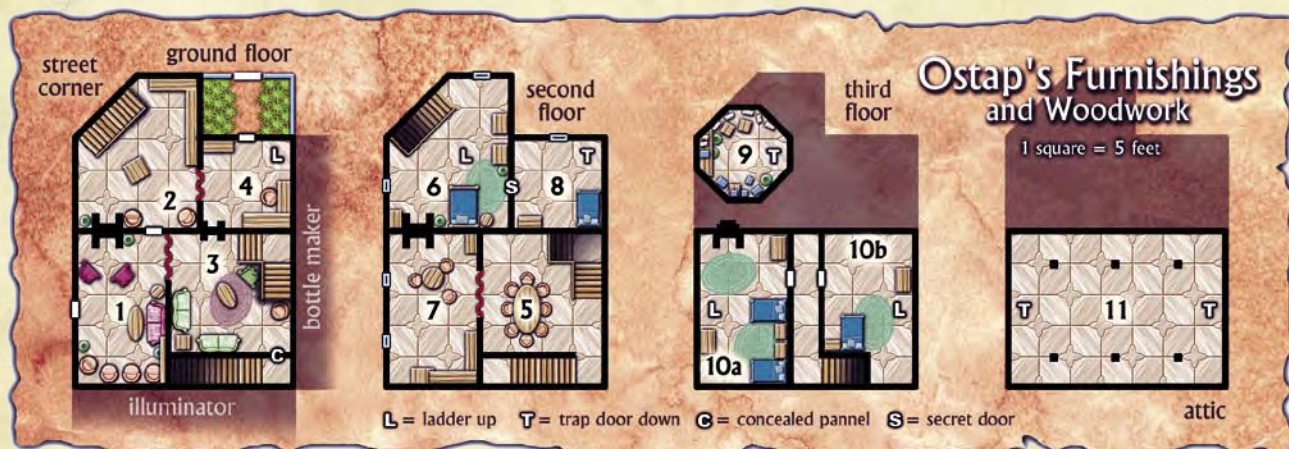 Ostap's Furnishings
and Woodwork
1 square = 5 feet
street
corner
ground floor
L
2
4
3
1
C
bottle maker
illuminator
second
floor
L
T
6
S
8
7
5
third
floor
9
T
10b
L
L
10a
T
11
T
attic
L = ladder up T = trap door down C = concealed pannel S = secret door